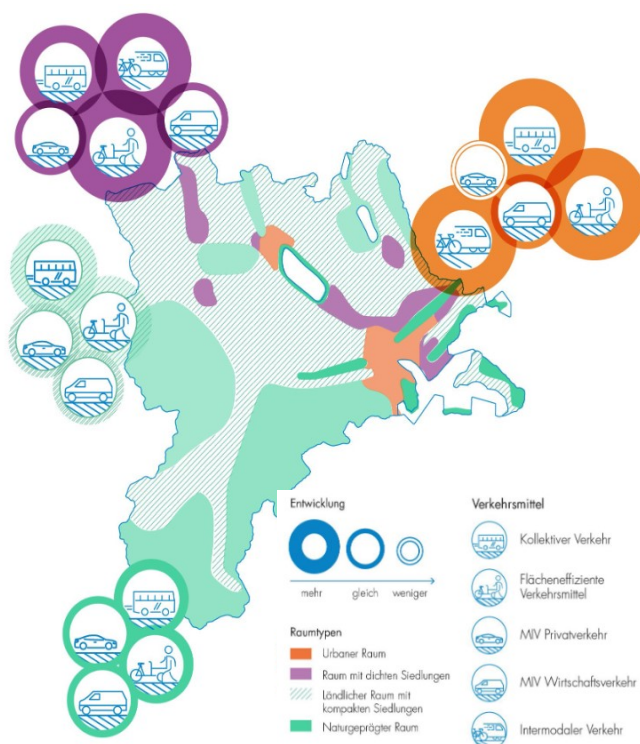 Entwicklung
mehr
gleich
weniger
Raumtypen
Urbaner Raum
Raum mit dichten Siedlungen
Ländlicher Raum mit
kompakten Siedlungen
Naturgeprägter Raum
Verkehrsmittel
Kollektiver Verkehr
Flächeneffiziente
Verkehrsmittel
MIV Privatverkehr
MIV Wirtschaftsverkehr
Intermodaler Verkehr